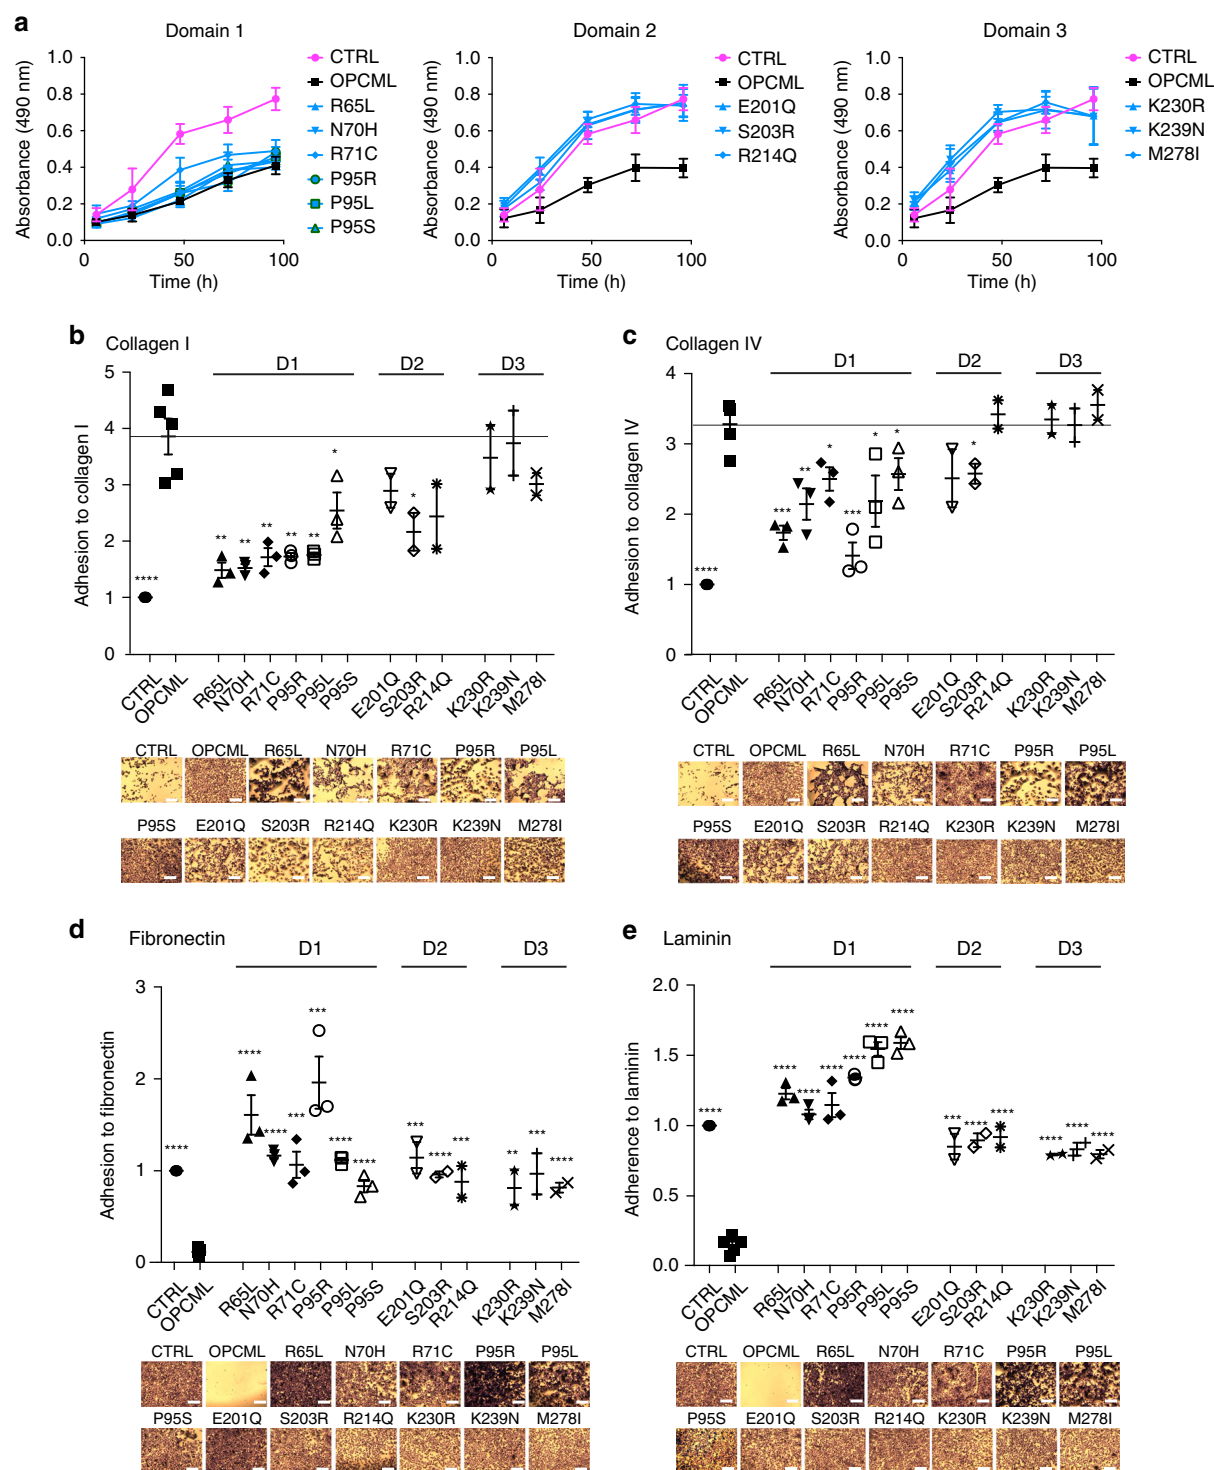 a
Domain 1
Domain 2
Domain 3
Absorbance (490 nm)
1.0
0.8
0.6
0.4
0.2
0.0
0
50
100
Time (h)
CTRL
OPCML
R65L
N70H
R71C
P95R
P95L
P95S
Absorbance (490 nm)
1.0
0.8
0.6
0.4
0.2
0.0
0
50
100
Time (h)
CTRL
OPCML
E201Q
S203R
R214Q
Absorbance (490 nm)
1.0
0.8
0.6
0.4
0.2
0.0
0
50
100
Time (h)
CTRL
OPCML
K230R
K239N
M278I
b
Collagen I
D1
D2
D3
Adhesion to collagen I
5
4
3
2
1
0
****
**
**
**
**
**
*
*
CTRL
OPCML
R65L
N70H
R71C
P95R
P95L
P95S
E201Q
S203R
R214Q
K230R
K239N
M278I
CTRL OPCML R65L N70H R71C P95R P95L
P95S E201Q S203R R214Q K230R K239N M278I
c
Collagen IV
D1
D2
D3
Adhesion to collagen IV
4
3
2
1
0
****
***
**
*
***
*
*
*
CTRL
OPCML
R65L
N70H
R71C
P95R
P95L
P95S
E201Q
S203R
R214Q
K230R
K239N
M278I
CTRL OPCML R65L N70H R71C P95R P95L
P95S E201Q S203R R214Q K230R K239N M278I
d
Fibronectin
D1
D2
D3
Adhesion to fibronectin
3
2
1
0
****
****
****
***
***
****
****
***
****
***
**
***
****
CTRL
OPCML
R65L
N70H
R71C
P95R
P95L
P95S
E201Q
S203R
R214Q
K230R
K239N
M278I
CTRL OPCML R65L N70H R71C P95R P95L
P95S E201Q S203R R214Q K230R K239N M278I
e
Laminin
D1
D2
D3
Adherence to laminin
2.0
1.5
1.0
0.5
0.0
****
****
****
****
****
****
****
***
****
****
****
****
****
CTRL
OPCML
R65L
N70H
R71C
P95R
P95L
P95S
E201Q
S203R
R214Q
K230R
K239N
M278I
CTRL OPCML R65L N70H R71C P95R P95L
P95S E201Q S203R R214Q K230R K239N M278I